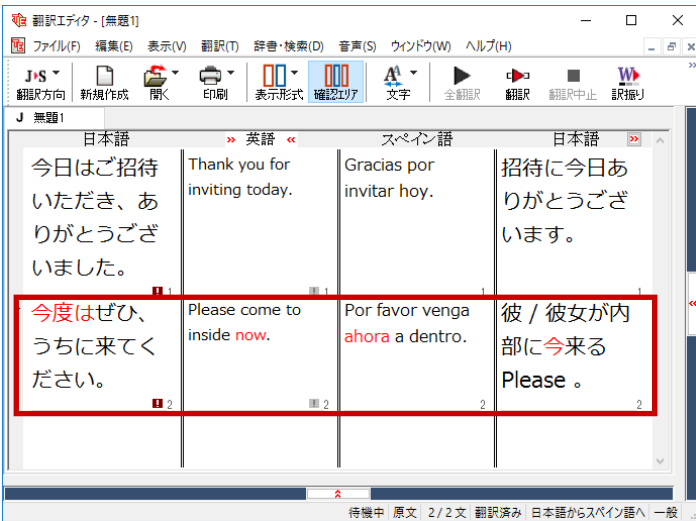 翻訳エディタ - [無題1]
ファイル(F) 編集(E) 表示(V) 翻訳(T) 辞書・検索(D) 音声(S) ウィンドウ(W) ヘルプ(H)
J▸S
翻訳方向 新規作成 開く 印刷 表示形式 確認エリア 文字 全翻訳 翻訳 翻訳中止 訳振り
J 無題1
日本語 » 英語 « スペイン語 日本語 »
今日はご招待
いただき、あ
りがとうござ
いました。
1
Thank you for
inviting today.
1
Gracias por
invitar hoy.
1
招待に今日あ
りがとうござ
います。
1
今度はぜひ、
うちに来てく
ださい。
2
Please come to
inside now.
2
Por favor venga
ahora a dentro.
2
彼 / 彼女が内
部に今来る
Please 。
2
待機中 原文 2/2文 翻訳済み 日本語からスペイン語へ 一般